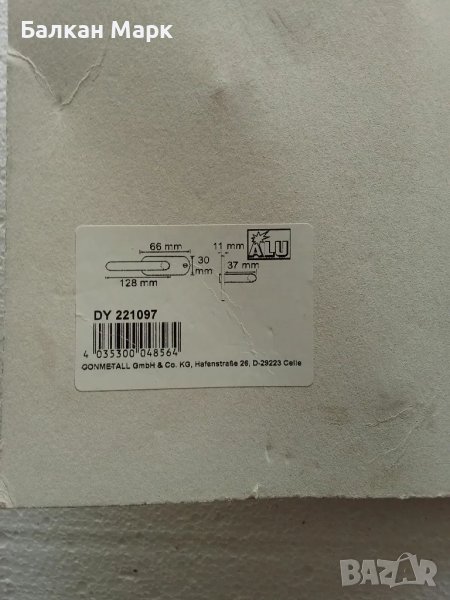 Балкан Марк
66 mm
11 mm
ALU
30 mm
37 mm
128 mm
DY 221097
4 035300 048564
GONMETALL GmbH & Co. KG, Hafenstraße 26, D-29223 Celle
BAZAR